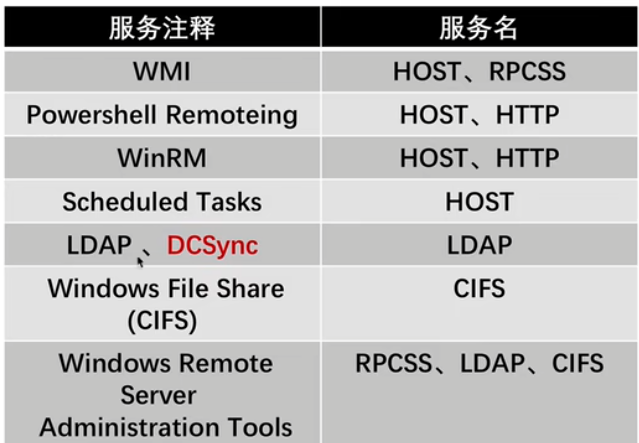 服务注释 服务名
WMI HOST、RPCSS
Powershell Remoteing HOST、HTTP
WinRM HOST、HTTP
Scheduled Tasks HOST
LDAP、DCSync LDAP
Windows File Share CIFS
(CIFS)
Windows Remote RPCSS、LDAP、CIFS
Server
Administration Tools